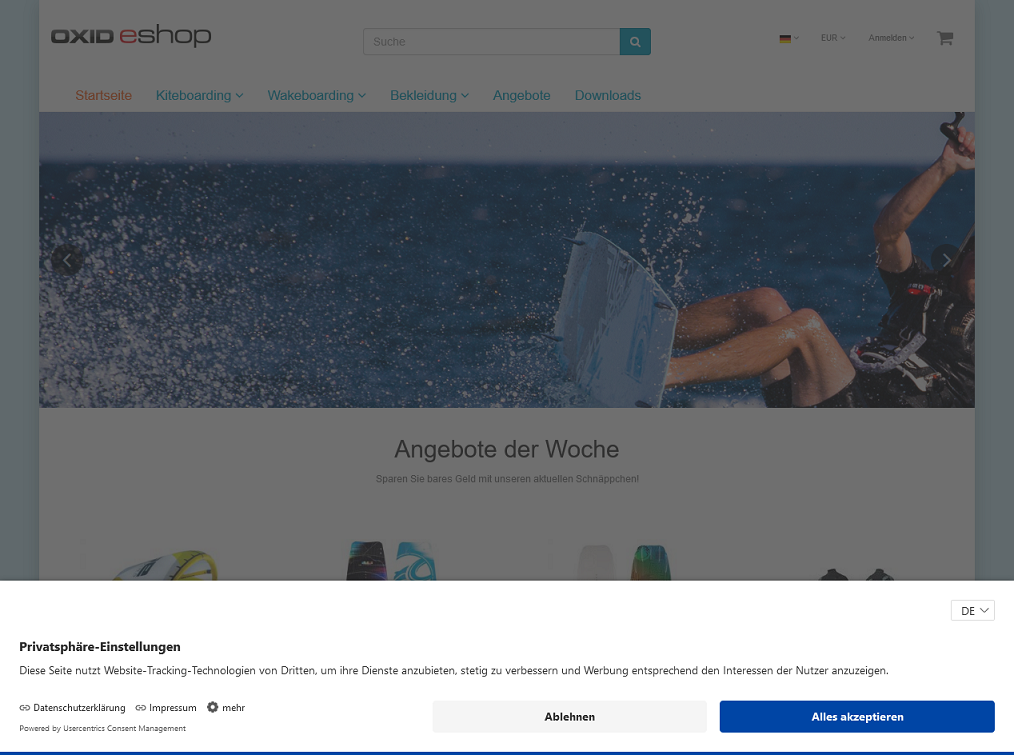 OXID eshop
Suche
EUR
Anmelden
Startseite
Kiteboarding
Wakeboarding
Bekleidung
Angebote
Downloads
Angebote der Woche
Sparen Sie bares Geld mit unseren aktuellen Schnäppchen!
DE
Privatsphäre-Einstellungen
Diese Seite nutzt Website-Tracking-Technologien von Dritten, um ihre Dienste anzubieten, stetig zu verbessern und Werbung entsprechend den Interessen der Nutzer anzuzeigen.
Datenschutzerklärung
Impressum
mehr
Powered by Usercentrics Consent Management
Ablehnen
Alles akzeptieren